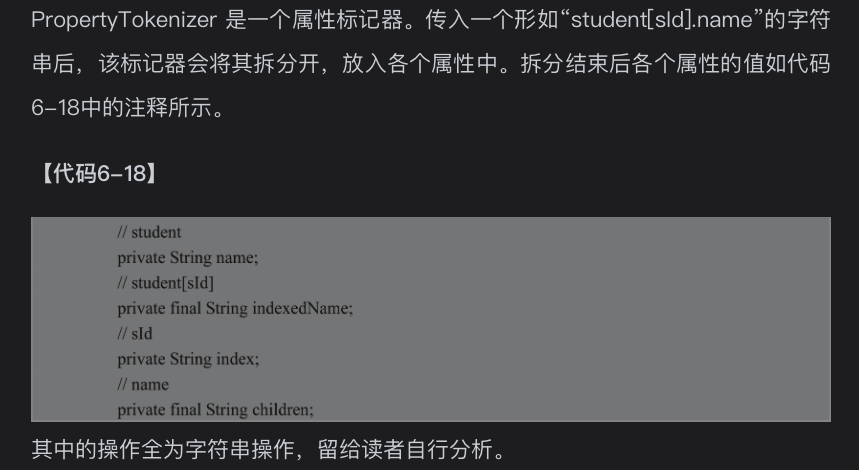 PropertyTokenizer 是一个属性标记器。传入一个形如“student[sId].name”的字符
串后，该标记器会将其拆分开，放入各个属性中。拆分结束后各个属性的值如代码
6-18中的注释所示。
【代码6-18】
// student
private String name;
// student[sId]
private final String indexedName;
// sId
private String index;
// name
private final String children;
其中的操作全为字符串操作，留给读者自行分析。